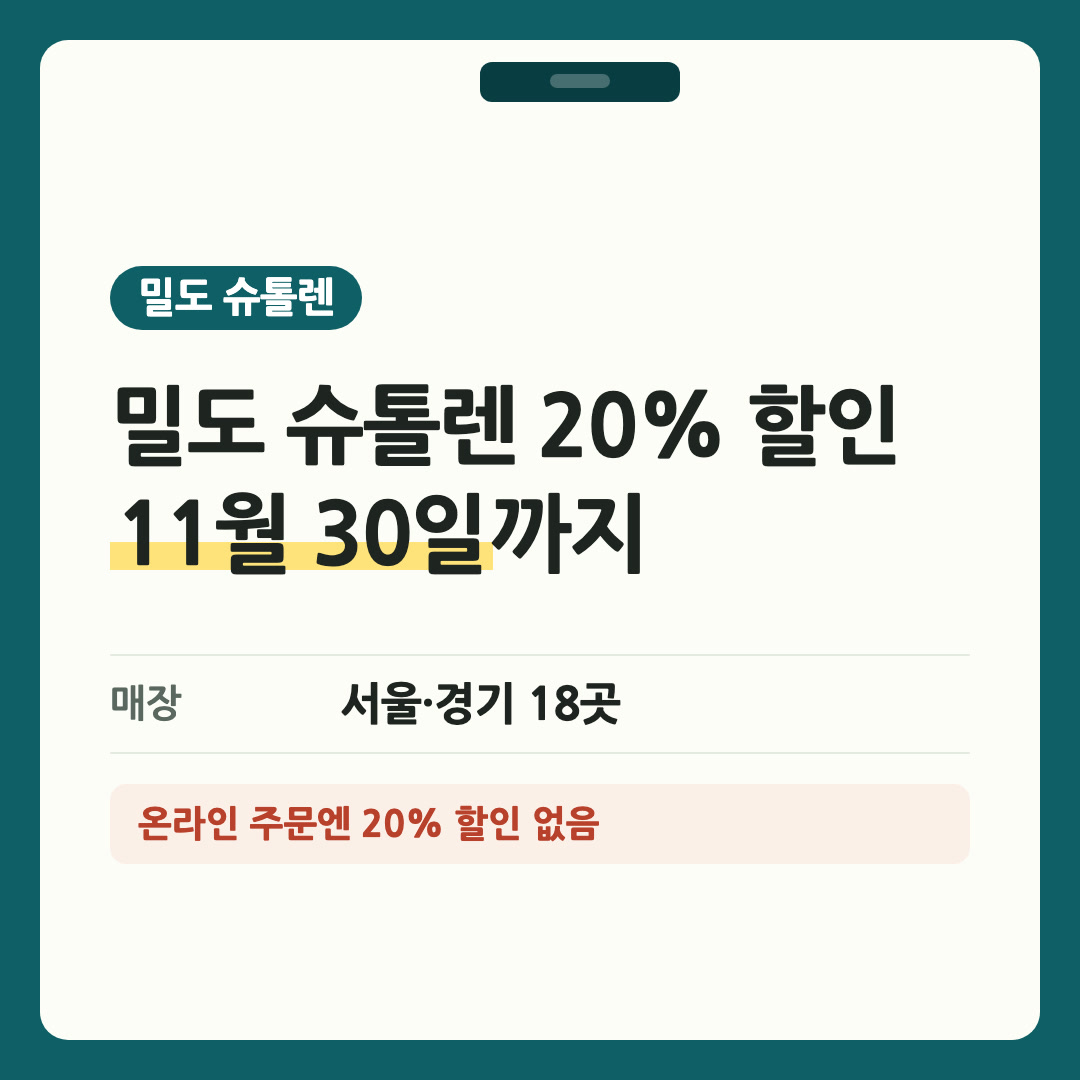 밀도 슈톨렌
밀도 슈톨렌 20% 할인
11월 30일까지
매장 서울·경기 18곳
온라인 주문엔 20% 할인 없음